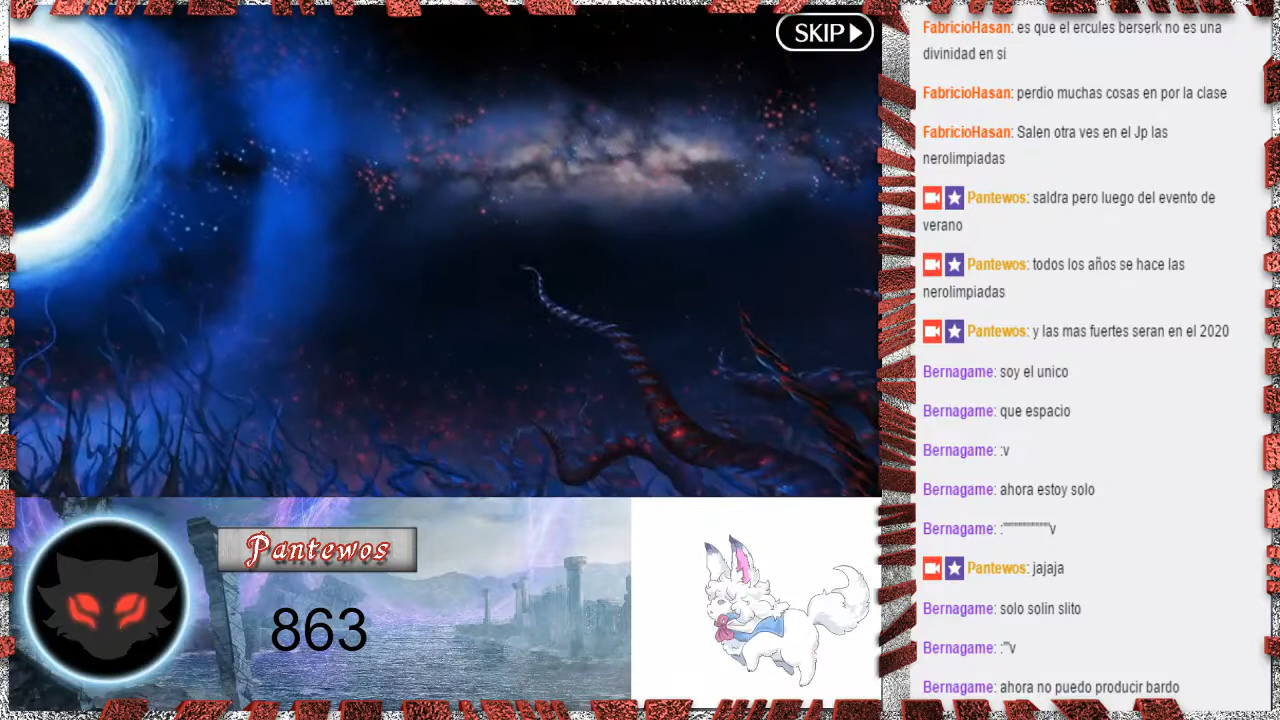 SKIP
Pantewos
863
FabricioHasan: es que el ercules berserk no es una
divinidad en si
FabricioHasan: perdio muchas cosas en por la clase
FabricioHasan: Salen otra ves en el Jp las
nerolimpiadas
Pantewos: saldra pero luego del evento de
verano
Pantewos: todos los años se hace las
nerolimpiadas
Pantewos: y las mas fuertes seran en el 2020
Bernagame: soy el unico
Bernagame: que espacio
Bernagame: :v
Bernagame: ahora estoy solo
Bernagame: :''''''''''''''''''''''v
Pantewos: jajaja
Bernagame: solo solin slito
Bernagame: :'''v
Bernagame: ahora no puedo producir bardo